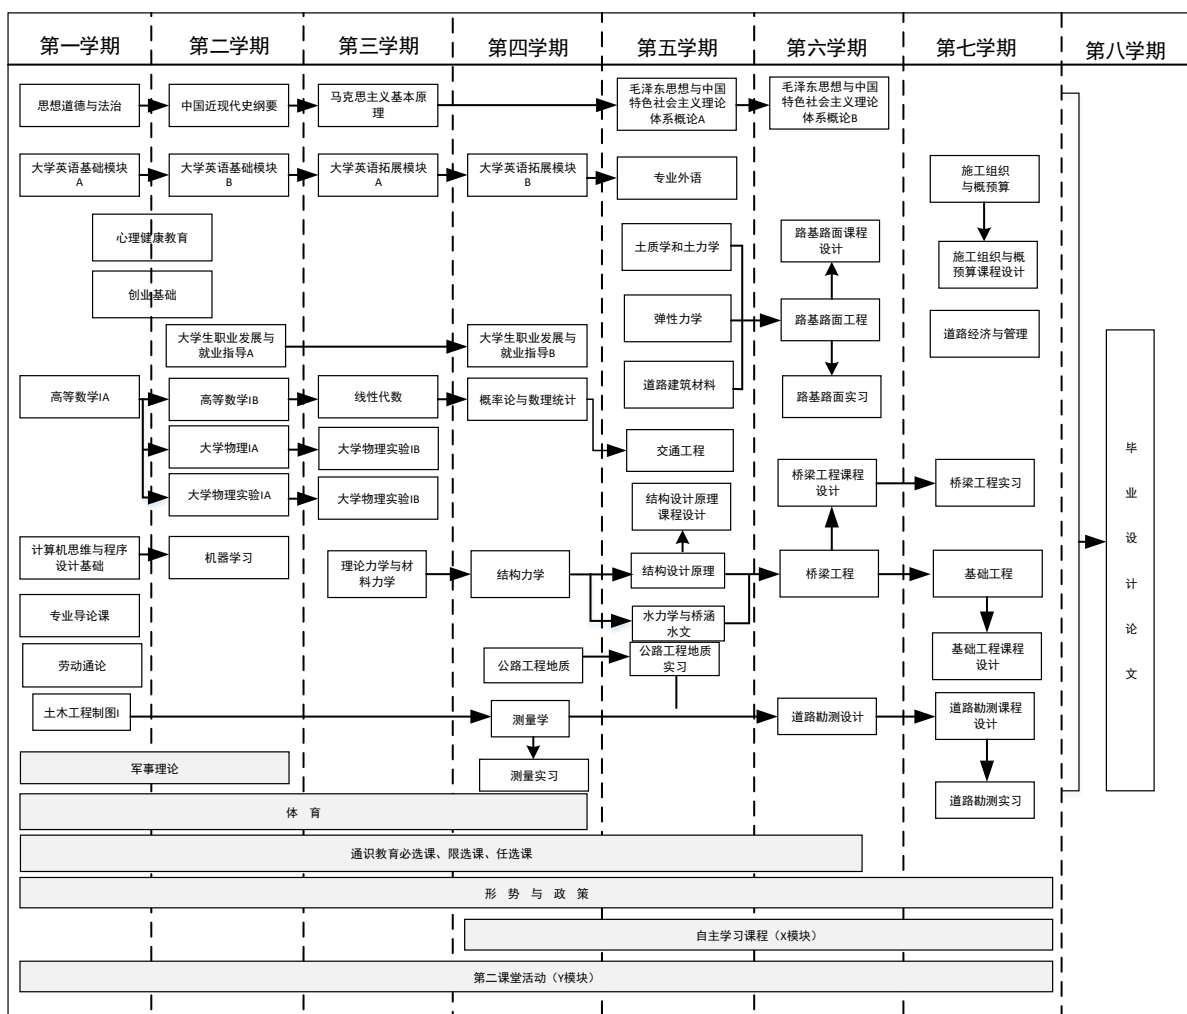 第一学期
第二学期
第三学期
第四学期
第五学期
第六学期
第七学期
第八学期
思想道德与法治
中国近现代史纲要
马克思主义基本原
理
毛泽东思想与中国
特色社会主义理论
体系概论A
毛泽东思想与中国
特色社会主义理论
体系概论B
大学英语基础模块
A
大学英语基础模块
B
大学英语拓展模块
A
大学英语拓展模块
B
专业外语
施工组织
与概预算
心理健康教育
土质学和土力学
路基路面课程
设计
施工组织与概
预算课程设计
创业基础
弹性力学
路基路面工程
道路经济与管理
大学生职业发展与
就业指导A
大学生职业发展与
就业指导B
道路建筑材料
路基路面实习
高等数学IA
高等数学IB
线性代数
概率论与数理统计
大学物理IA
大学物理实验IB
交通工程
大学物理实验IA
大学物理实验IB
结构设计原理
课程设计
桥梁工程课程
设计
桥梁工程实习
计算机思维与程序
设计基础
机器学习
理论力学与材
料力学
结构力学
结构设计原理
桥梁工程
基础工程
专业导论课
水力学与桥涵
水文
劳动通论
公路工程地质
公路工程地质
实习
基础工程课程
设计
土木工程制图I
测量学
道路勘测设计
道路勘测课程
设计
军事理论
测量实习
道路勘测实习
体 育
通识教育必选课、限选课、任选课
形 势 与 政 策
自主学习课程（X模块）
第二课堂活动（Y模块）
毕
业
设
计
论
文